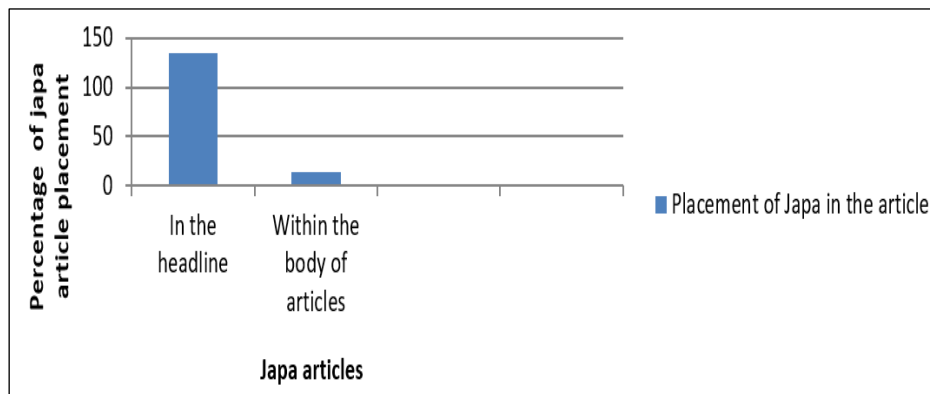 Percentage of japa
article placement
150
100
50
0
In the
headline
Within the
body of
articles
Japa articles
Placement of Japa in the article